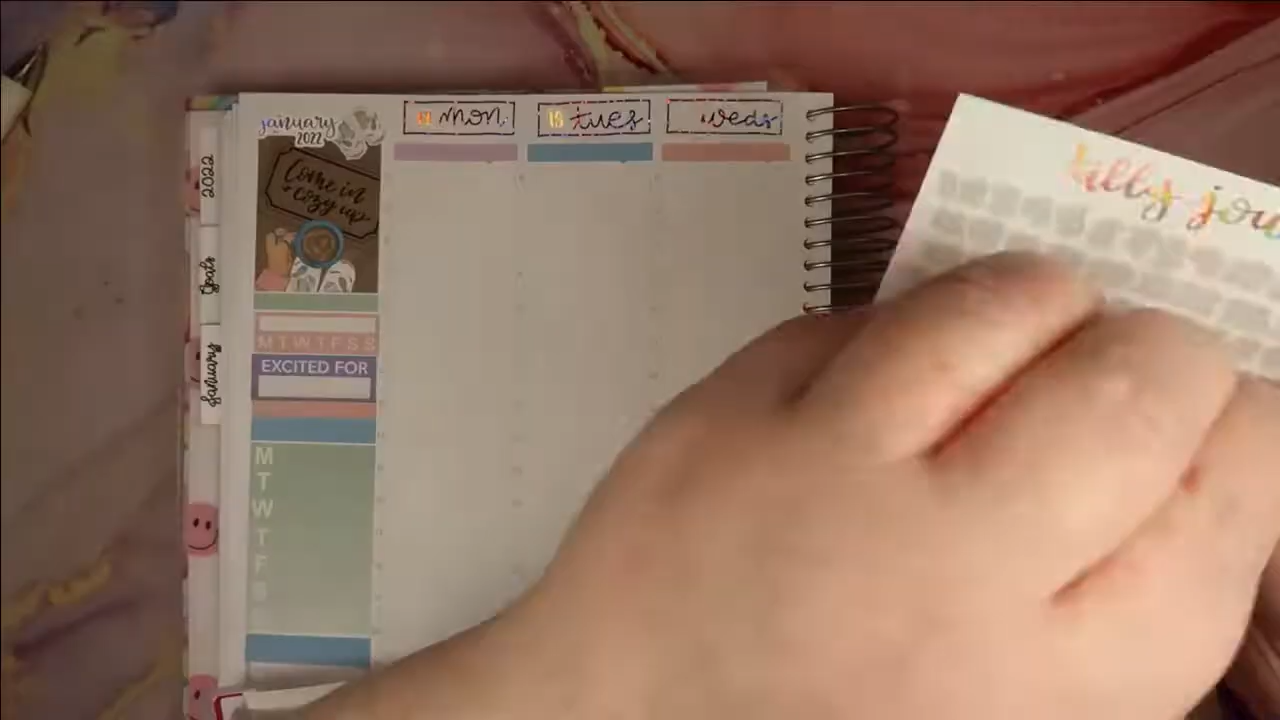 january
2022
mon
tues
weds
Come in
& cozy up
M T W T F S S
EXCITED FOR
M
T
W
T
F
S
2022
Goals
January